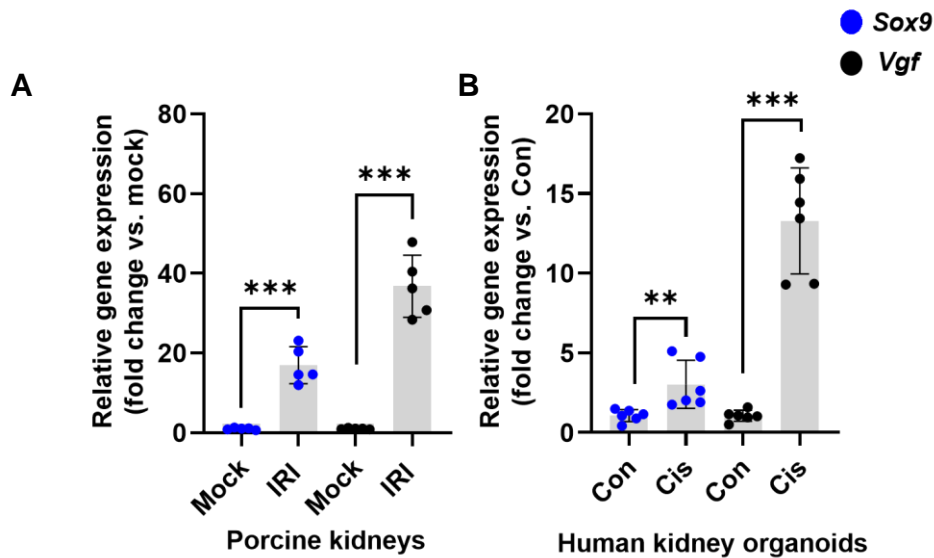 Sox9
Vgf
A
B
Relative gene expression
(fold change vs. mock)
80
60
40
20
0
***
***
Mock
IRI
Mock
IRI
Porcine kidneys
Relative gene expression
(fold change vs. Con)
20
15
10
5
0
**
***
Con
Cis
Con
Cis
Human kidney organoids